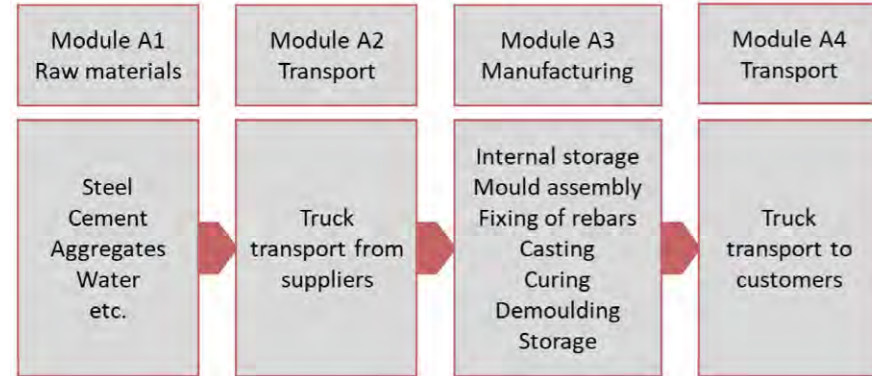 Module A1
Raw materials
Module A2
Transport
Module A3
Manufacturing
Module A4
Transport
Steel
Cement
Aggregates
Water
etc.
Truck
transport from
suppliers
Internal storage
Mould assembly
Fixing of rebars
Casting
Curing
Demoulding
Storage
Truck
transport to
customers